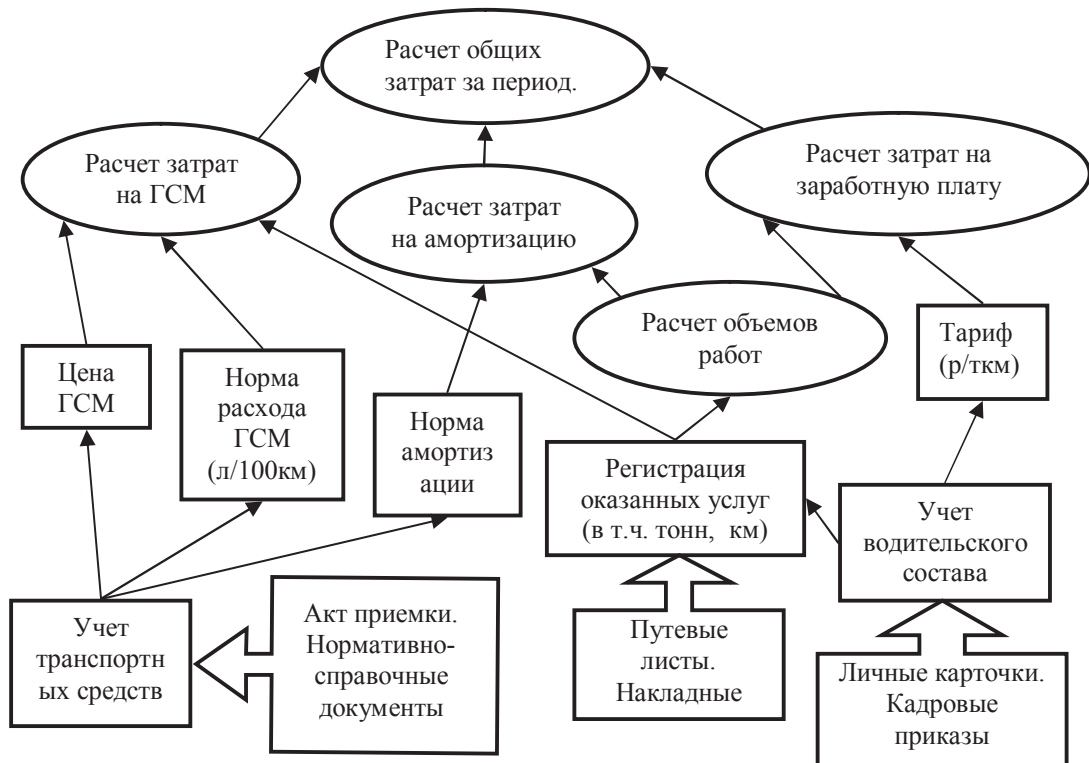 Расчет общих
затрат за период.
Расчет затрат
на ГСМ
Расчет затрат
на амортизацию
Расчет затрат на
заработную плату
Расчет объемов
работ
Цена
ГСМ
Норма
расхода
ГСМ
(л/100км)
Норма
амортиз
ации
Тариф
(р/ткм)
Регистрация
оказанных услуг
(в т.ч. тонн, км)
Учет
водительского
состава
Учет
транспортн
ых средств
Акт приемки.
Нормативно-
справочные
документы
Путевые
листы.
Накладные
Личные карточки.
Кадровые
приказы